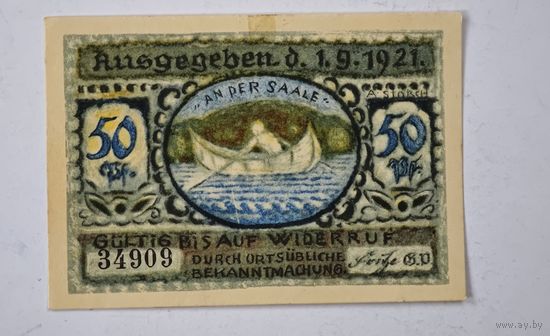 Ausgegeben d. 1.9.1921.
"AN DER SAALE"
A. STORCH
50
Pf.
50
Pf.
GÜLTIG BIS AUF WIDERRUF
34909
DURCH ORTSÜBLICHE
BEKANNTMACHUNG.
G.V
www.ay.by